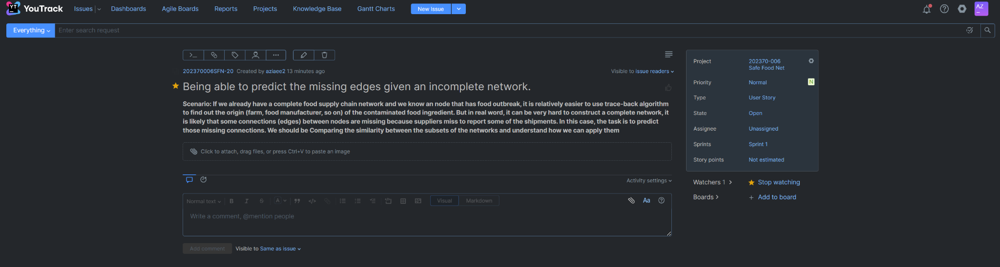 YT YouTrack Issues Dashboards Agile Boards Reports Projects Knowledge Base Gantt Charts New Issue AZ
Everything Enter search request
202370006SFN-20 Created by aziaee2 13 minutes ago Visible to issue readers
Being able to predict the missing edges given an incomplete network.
Scenario: If we already have a complete food supply chain network and we know an node that has food outbreak, it is relatively easier to use trace-back algorithm
to find out the origin (farm, food manufacturer, so on) of the contaminated food ingredient. But in real word, it can be very hard to construct a complete network, it
is likely that some connections (edges) between nodes are missing because suppliers miss to report some of the shipments. In this case, the task is to predict
those missing connections. We should be Comparing the similarity between the subsets of the networks and understand how we can apply them
Click to attach, drag files, or press Ctrl+V to paste an image
Activity settings
Normal text B I S A Visual Markdown Aa
Write a comment, @mention people
Add comment Visible to Same as issue
Project 202370-006
Safe Food Net
Priority Normal N
Type User Story
State Open
Assignee Unassigned
Sprints Sprint 1
Story points Not estimated
Watchers 1 Stop watching
Boards Add to board